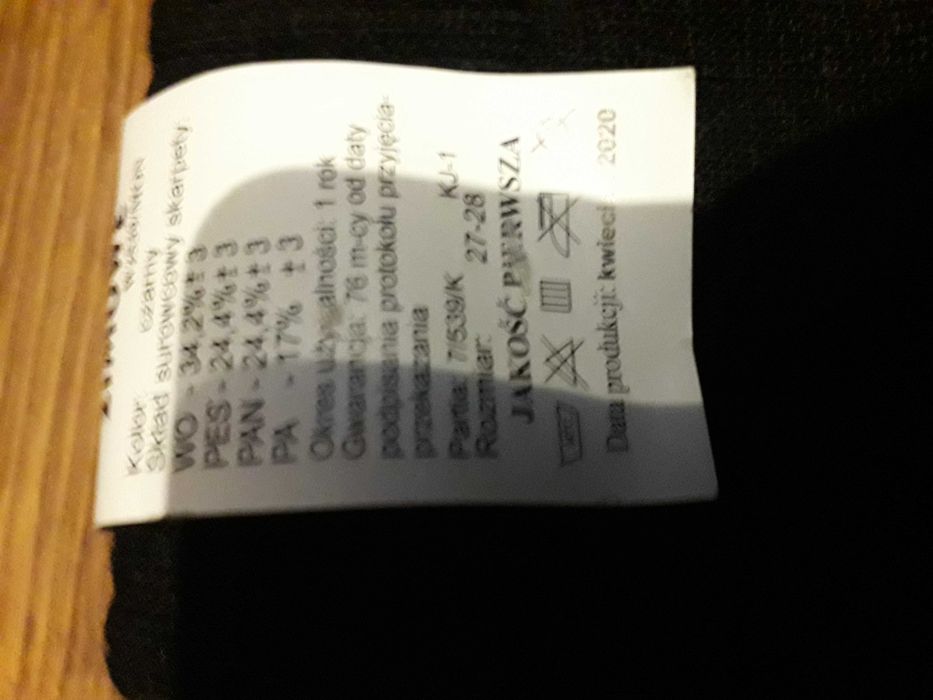 ZIMOWE
Kolor: czarny
Skład surowcowy skarpety:
WO - 34,2%± 3
PES - 24,4%± 3
PAN - 24,4%± 3
PA - 17% ± 3
Okres używalności: 1 rok
Gwarancja: 76 m-cy od daty
podpisania protokołu przyjęcia-
przekazania
Partia: 7/539/K KJ-1
Rozmiar: 27-28
JAKOŚĆ PIERWSZA
Data produkcji: kwiecień 2020